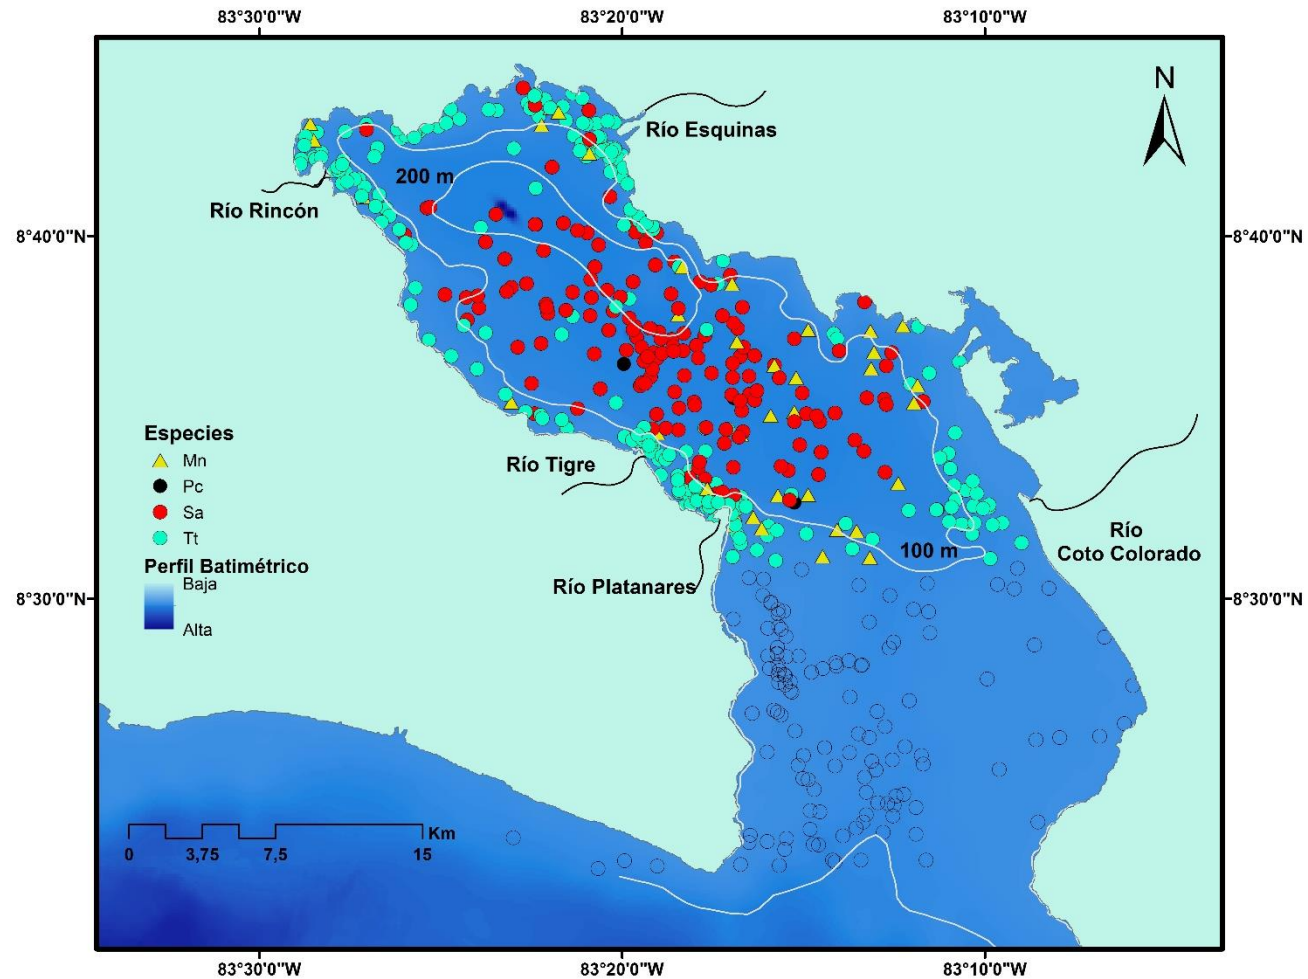 83°30'0"W
83°20'0"W
83°10'0"W
N
Río Esquinas
200 m
Río Rincón
8°40'0"N
8°40'0"N
Especies
Mn
Pc
Sa
Tt
Río Tigre
Río
Coto Colorado
100 m
Perfil Batimétrico
Baja
Alta
Río Platanares
8°30'0"N
8°30'0"N
Km
0
3,75
7,5
15
83°30'0"W
83°20'0"W
83°10'0"W